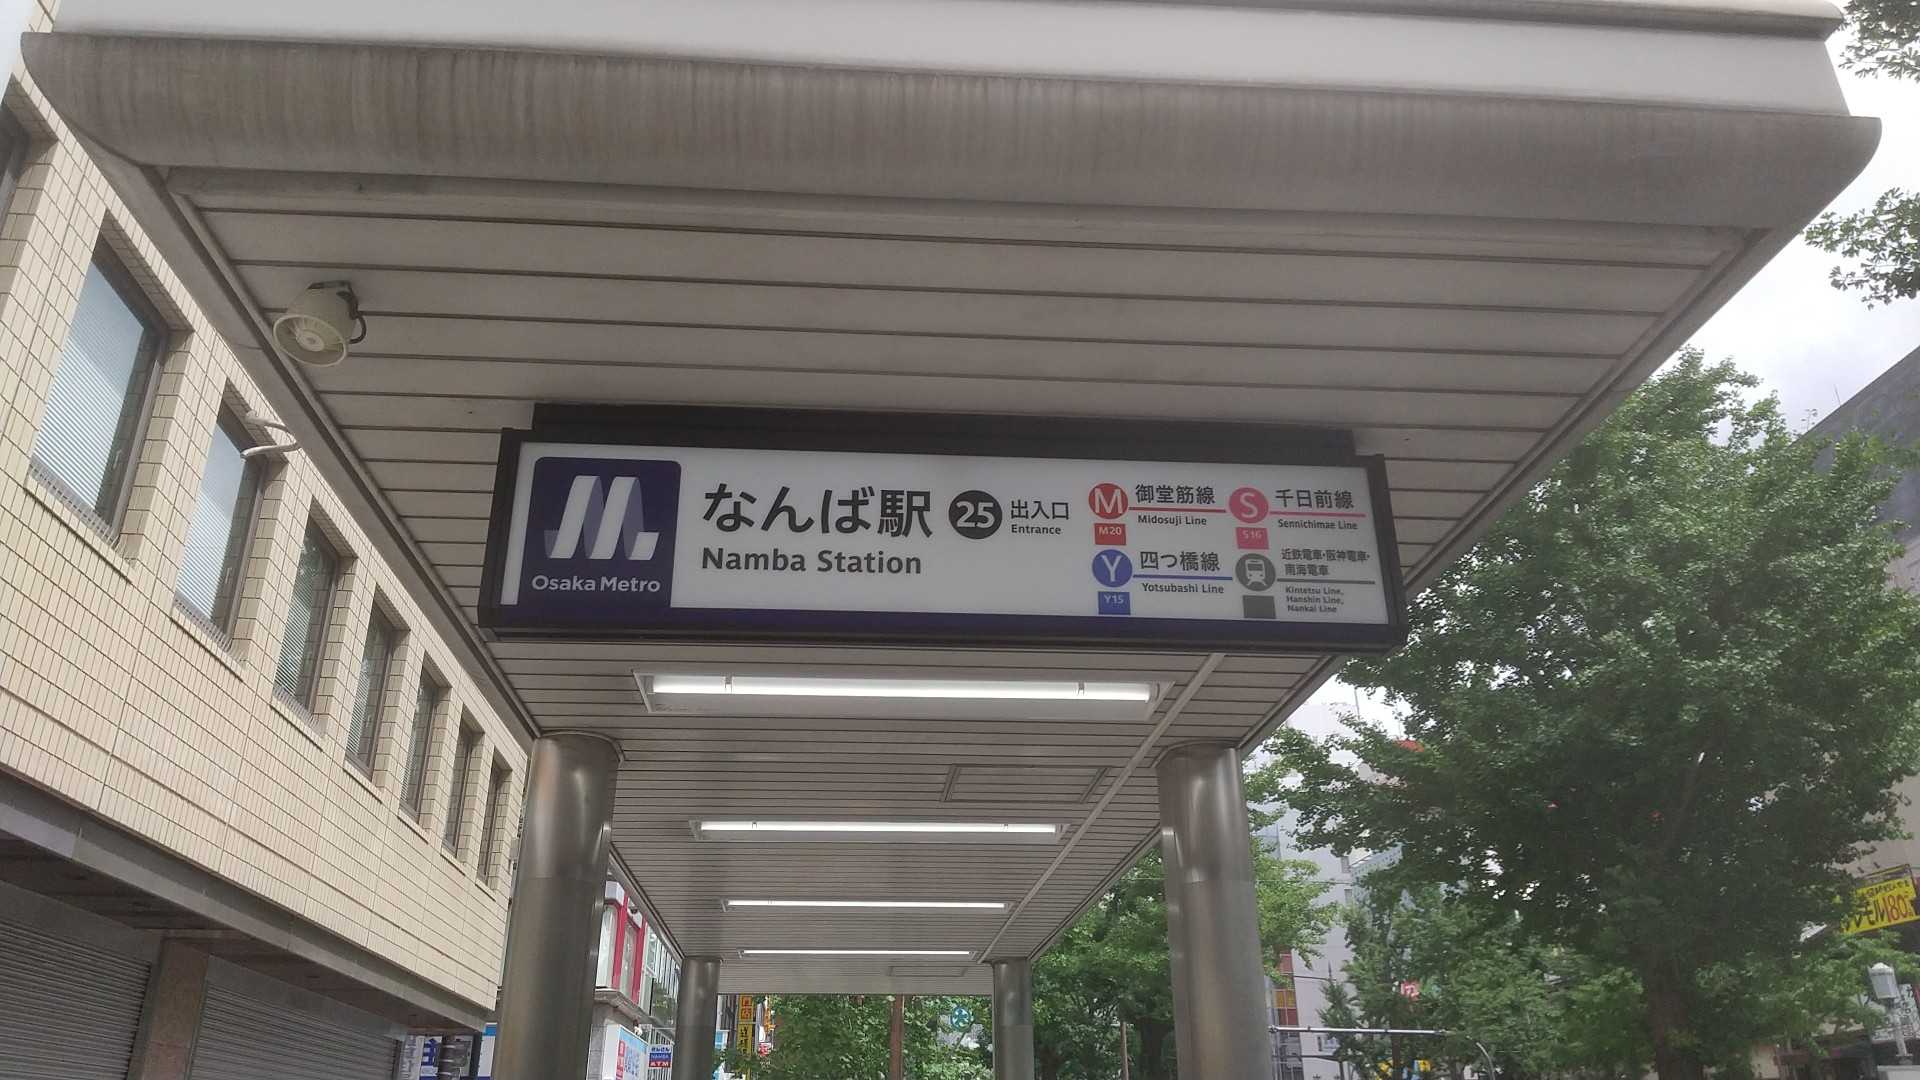 Osaka Metro
なんば駅
Namba Station
25
出入口
Entrance
M 御堂筋線
Midosuji Line
M20
S 千日前線
Sennichimae Line
S16
Y 四つ橋線
Yotsubashi Line
Y15
近鉄電車・阪神電車・
南海電車
Kintetsu Line,
Hanshin Line,
Nankai Line
NAMBA
ATM